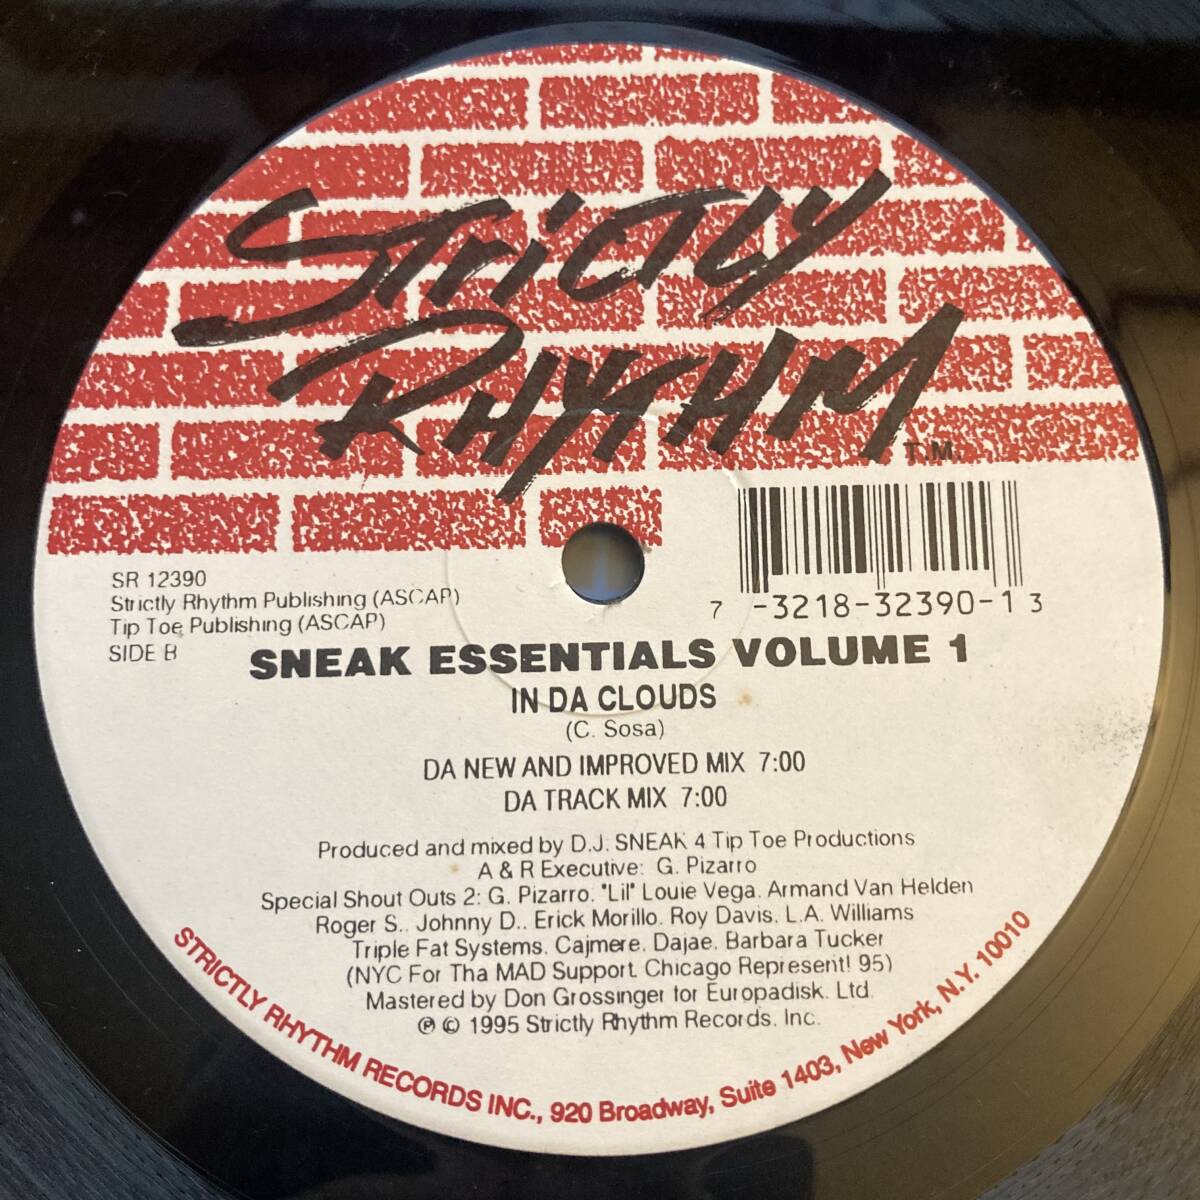 STRICTLY
RHYTHM
T.M.
7 -3218-32390-1 3
SR 12390
Strictly Rhythm Publishing (ASCAP)
Tip Toe Publishing (ASCAP)
SIDE B
SNEAK ESSENTIALS VOLUME 1
IN DA CLOUDS
(C. Sosa)
DA NEW AND IMPROVED MIX 7:00
DA TRACK MIX 7:00
Produced and mixed by D.J. SNEAK 4 Tip Toe Productions
A & R Executive: G. Pizarro
Special Shout Outs 2: G. Pizarro. "Lil" Louie Vega. Armand Van Helden
Roger S.. Johnny D.. Erick Morillo. Roy Davis. L.A. Williams
Triple Fat Systems. Cajmere. Dajae. Barbara Tucker
(NYC For Tha MAD Support. Chicago Represent! 95)
Mastered by Don Grossinger for Europadisk. Ltd.
℗ © 1995 Strictly Rhythm Records. Inc.
STRICTLY RHYTHM RECORDS INC., 920 Broadway, Suite 1403, New York, N.Y. 10010